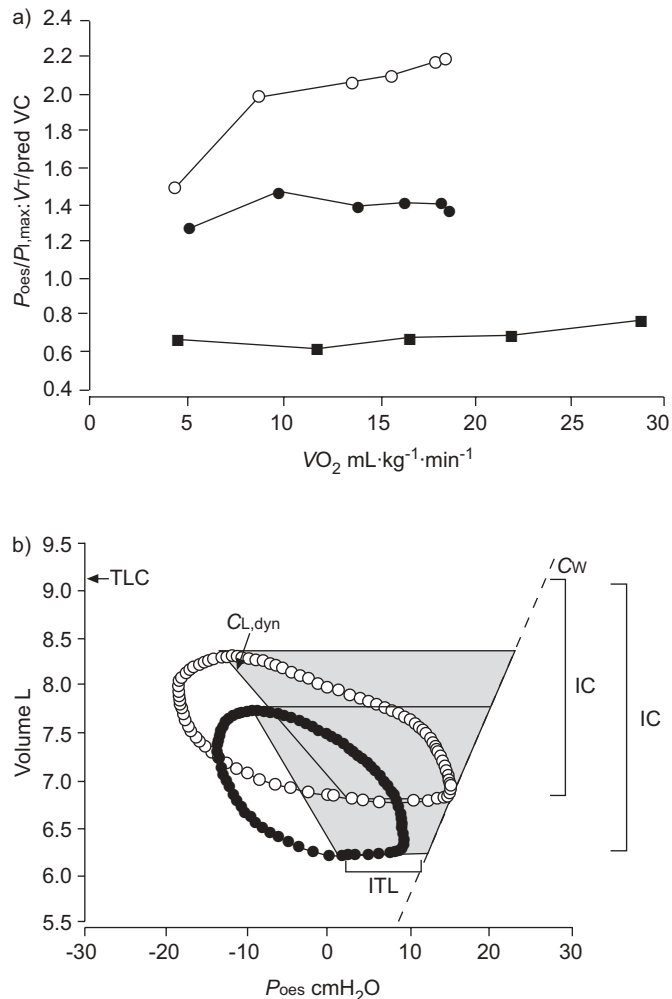 a)
2.4
2.2
2.0
1.8
1.6
1.4
1.2
1.0
0.8
0.6
0.4
Poes/PI,max:VT/pred VC
0 5 10 15 20 25 30
VO2 mL·kg-1·min-1
b)
9.5
9.0
8.5
8.0
7.5
7.0
6.5
6.0
5.5
Volume L
TLC
CL,dyn
CW
IC
IC
ITL
-30 -20 -10 0 10 20 30
Poes cmH2O